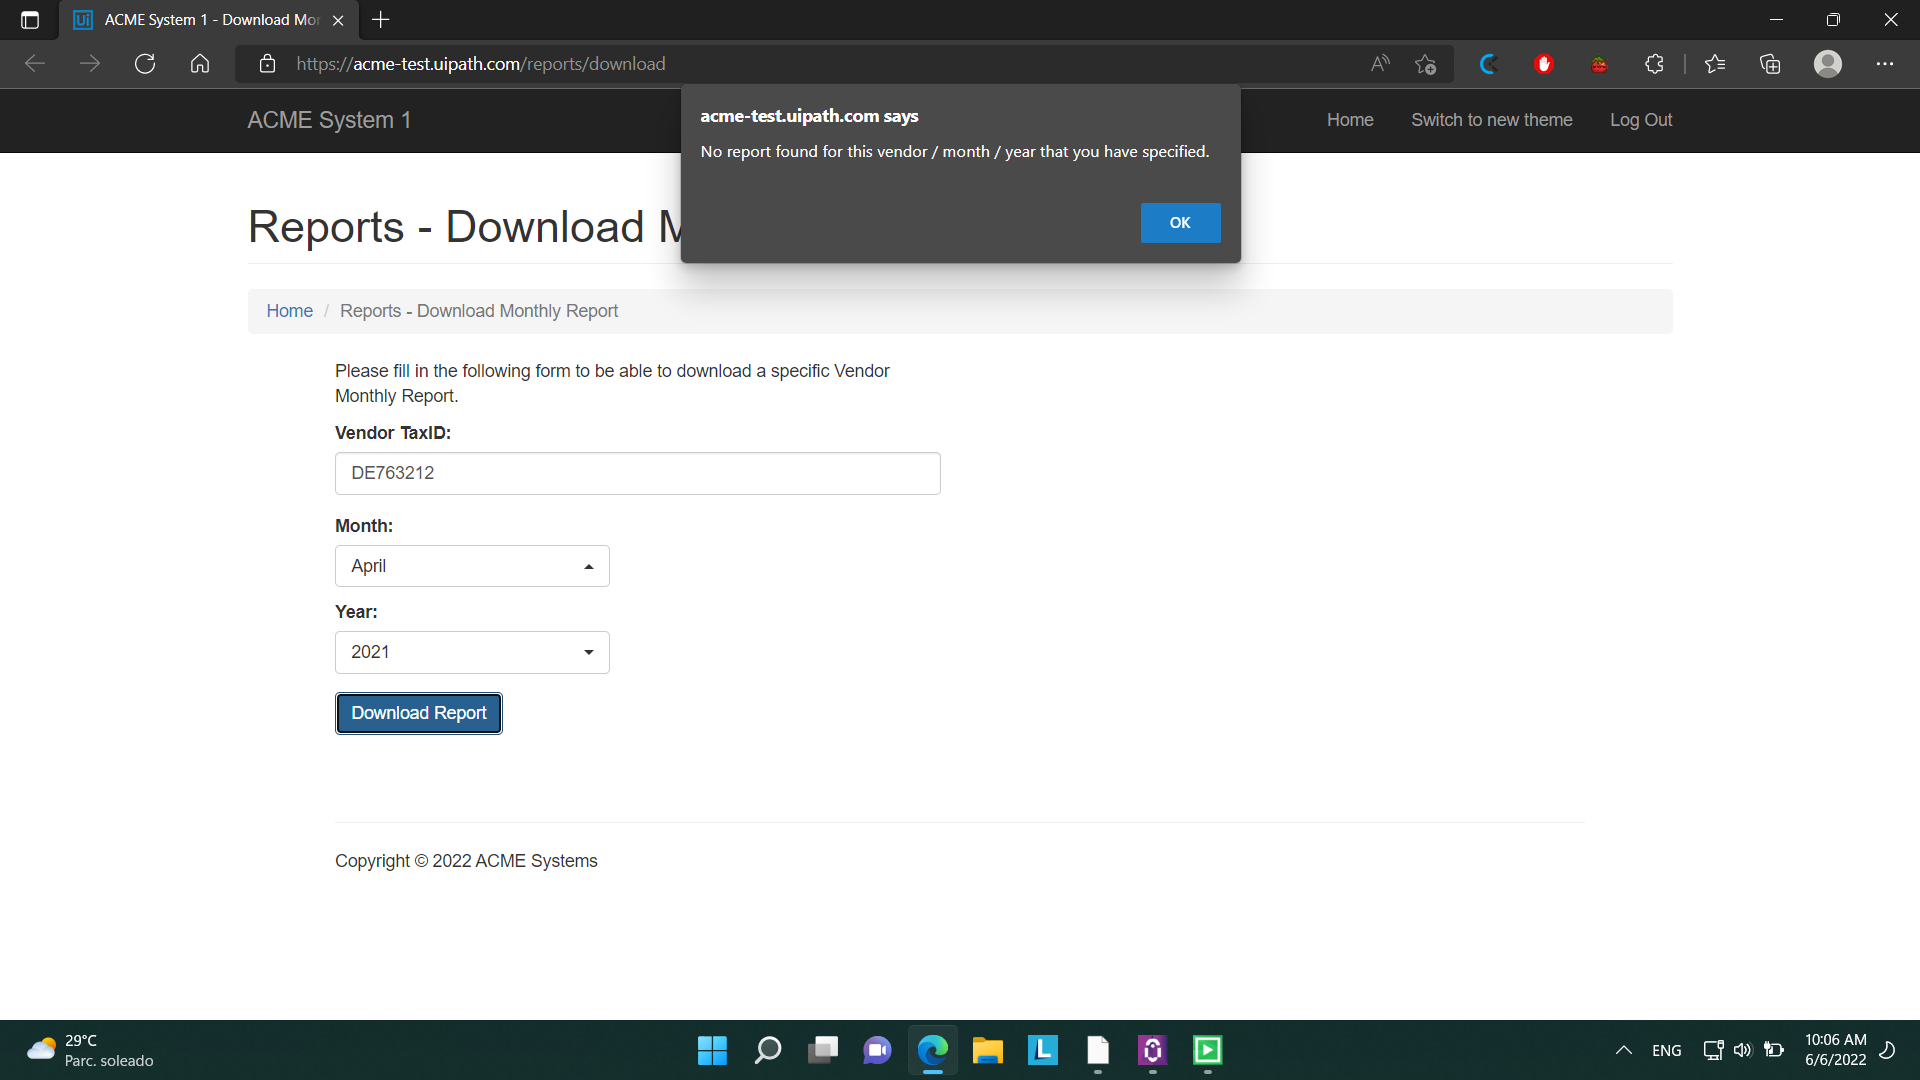 ACME System 1 - Download Mo
https://acme-test.uipath.com/reports/download
ACME System 1
Home
Switch to new theme
Log Out
acme-test.uipath.com says
No report found for this vendor / month / year that you have specified.
OK
Reports - Download
Home / Reports - Download Monthly Report
Please fill in the following form to be able to download a specific Vendor
Monthly Report.
Vendor TaxID:
DE763212
Month:
April
Year:
2021
Download Report
Copyright © 2022 ACME Systems
29°C
Parc. soleado
ENG
10:06 AM
6/6/2022